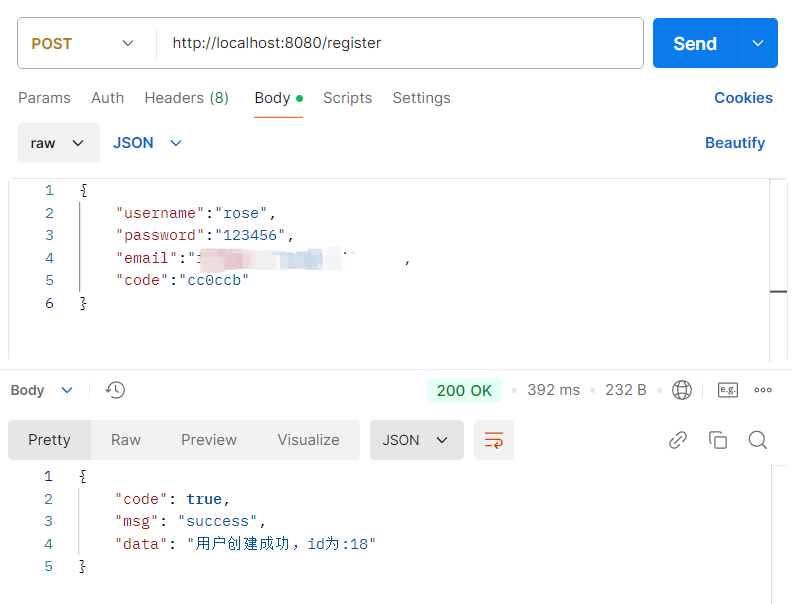 POST http://localhost:8080/register Send
Params Auth Headers (8) Body Scripts Settings Cookies
raw JSON Beautify
1 {
2 "username":"rose",
3 "password":"123456",
4 "email":" ,
5 "code":"cc0ccb"
6 }
Body 200 OK 392 ms 232 B e.g.
Pretty Raw Preview Visualize JSON
1 {
2 "code": true,
3 "msg": "success",
4 "data": "用户创建成功，id为:18"
5 }